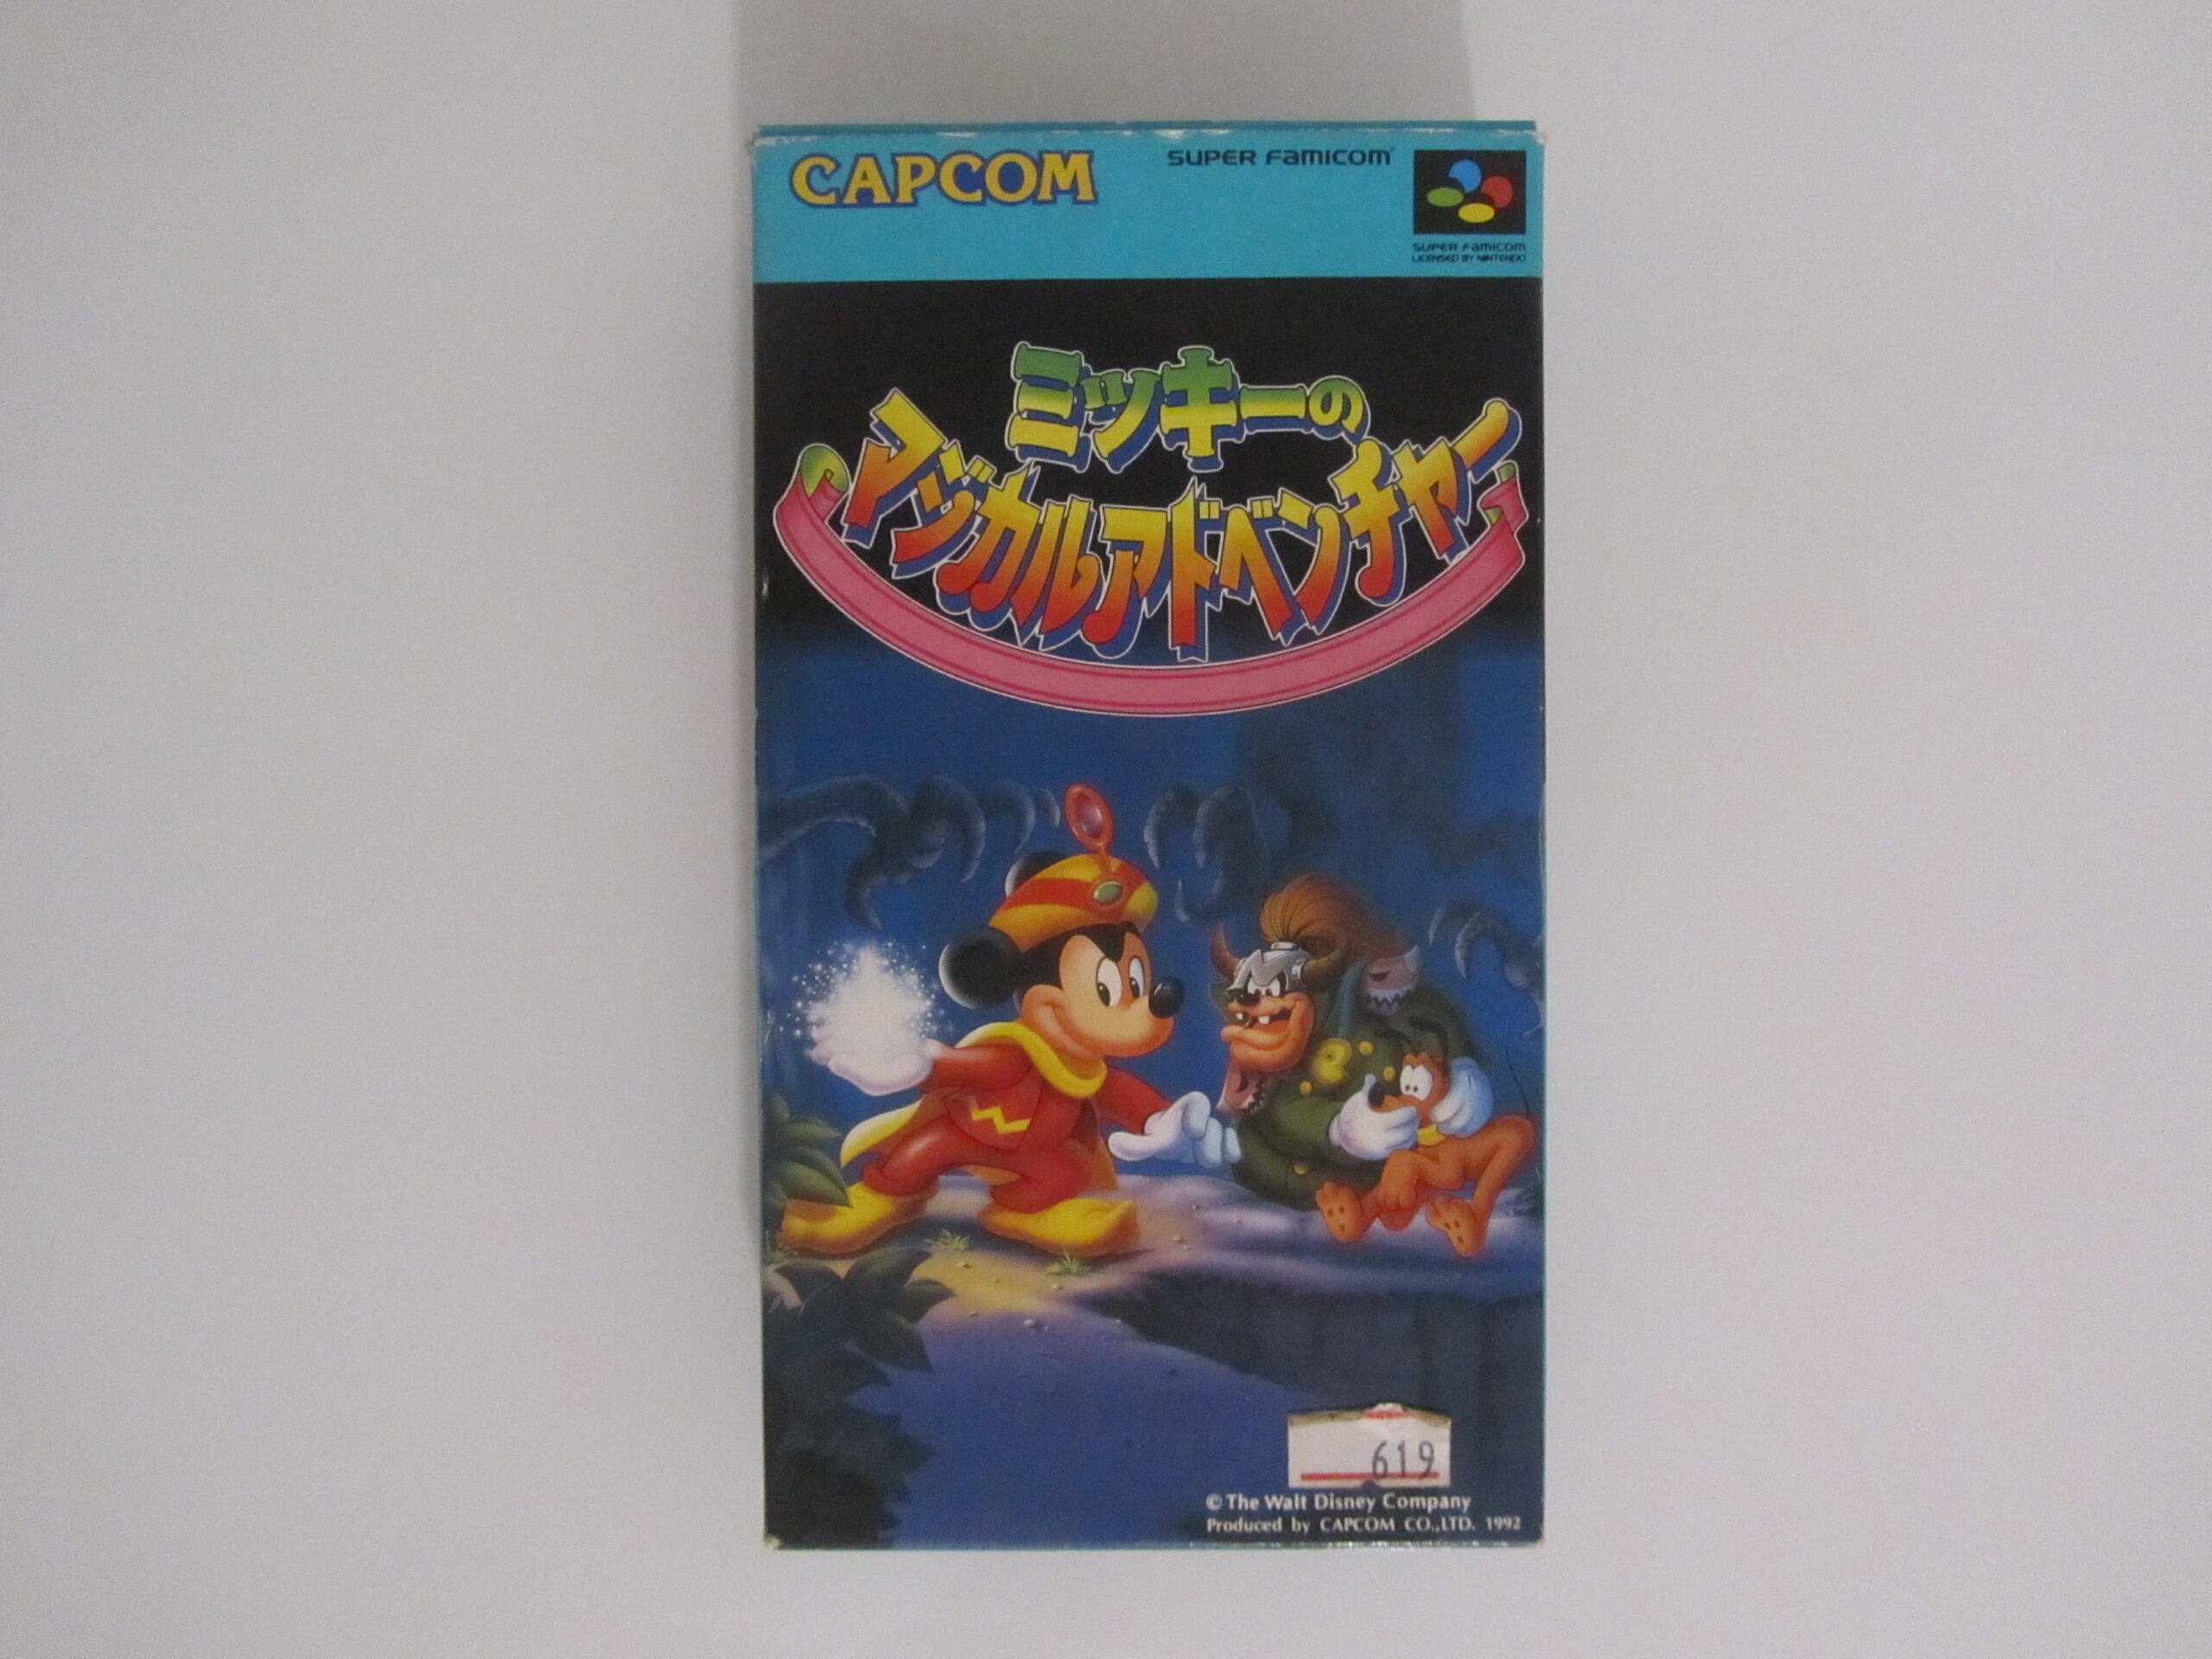 CAPCOM
SUPER FAMICOM
SUPER FAMICOM
LICENSED BY NINTENDO
ミッキーの
マジカルアドベンチャー
P
619
© The Walt Disney Company
Produced by CAPCOM CO.,LTD. 1992